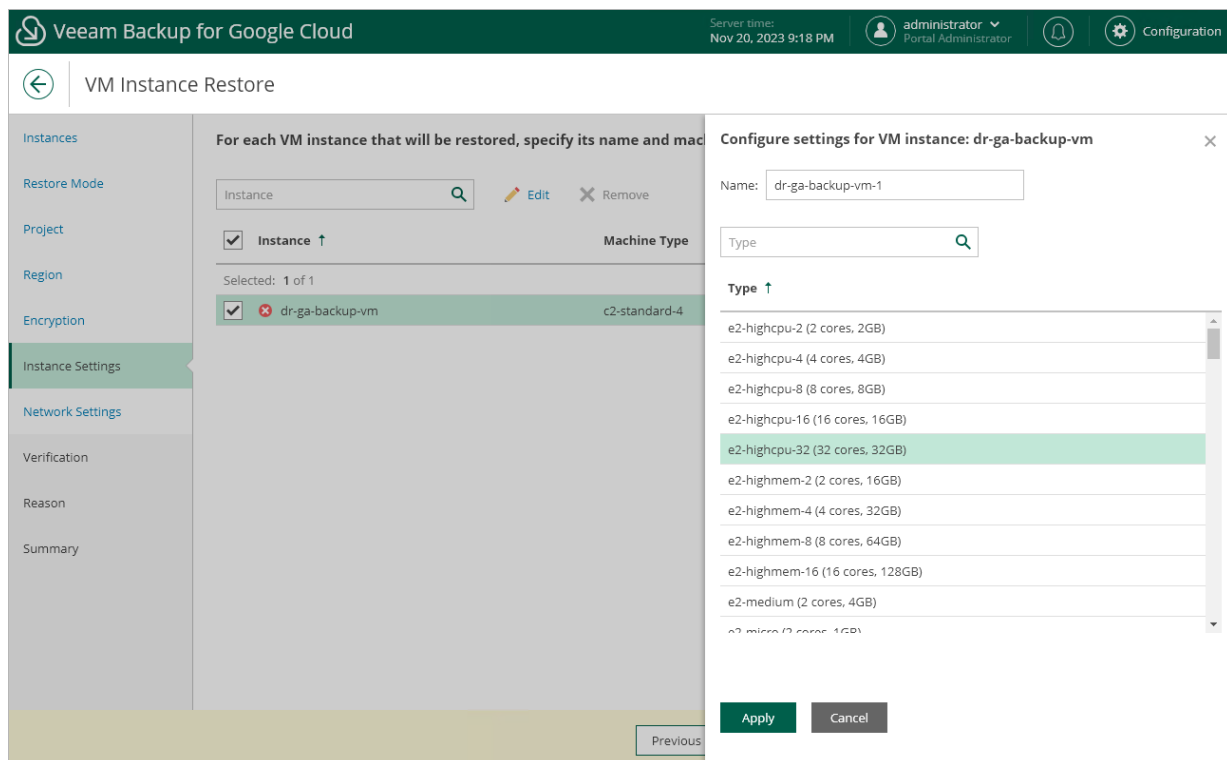 Veeam Backup for Google Cloud
Server time:
Nov 20, 2023 9:18 PM
administrator
Portal Administrator
Configuration
VM Instance Restore
Instances
Restore Mode
Project
Region
Encryption
Instance Settings
Network Settings
Verification
Reason
Summary
For each VM instance that will be restored, specify its name and mac
Instance
Edit
Remove
Instance ↑
Machine Type
Selected: 1 of 1
dr-ga-backup-vm
c2-standard-4
Previous
Configure settings for VM instance: dr-ga-backup-vm
Name: dr-ga-backup-vm-1
Type
Type ↑
e2-highcpu-2 (2 cores, 2GB)
e2-highcpu-4 (4 cores, 4GB)
e2-highcpu-8 (8 cores, 8GB)
e2-highcpu-16 (16 cores, 16GB)
e2-highcpu-32 (32 cores, 32GB)
e2-highmem-2 (2 cores, 16GB)
e2-highmem-4 (4 cores, 32GB)
e2-highmem-8 (8 cores, 64GB)
e2-highmem-16 (16 cores, 128GB)
e2-medium (2 cores, 4GB)
e2-micro (2 cores, 1GB)
Apply
Cancel